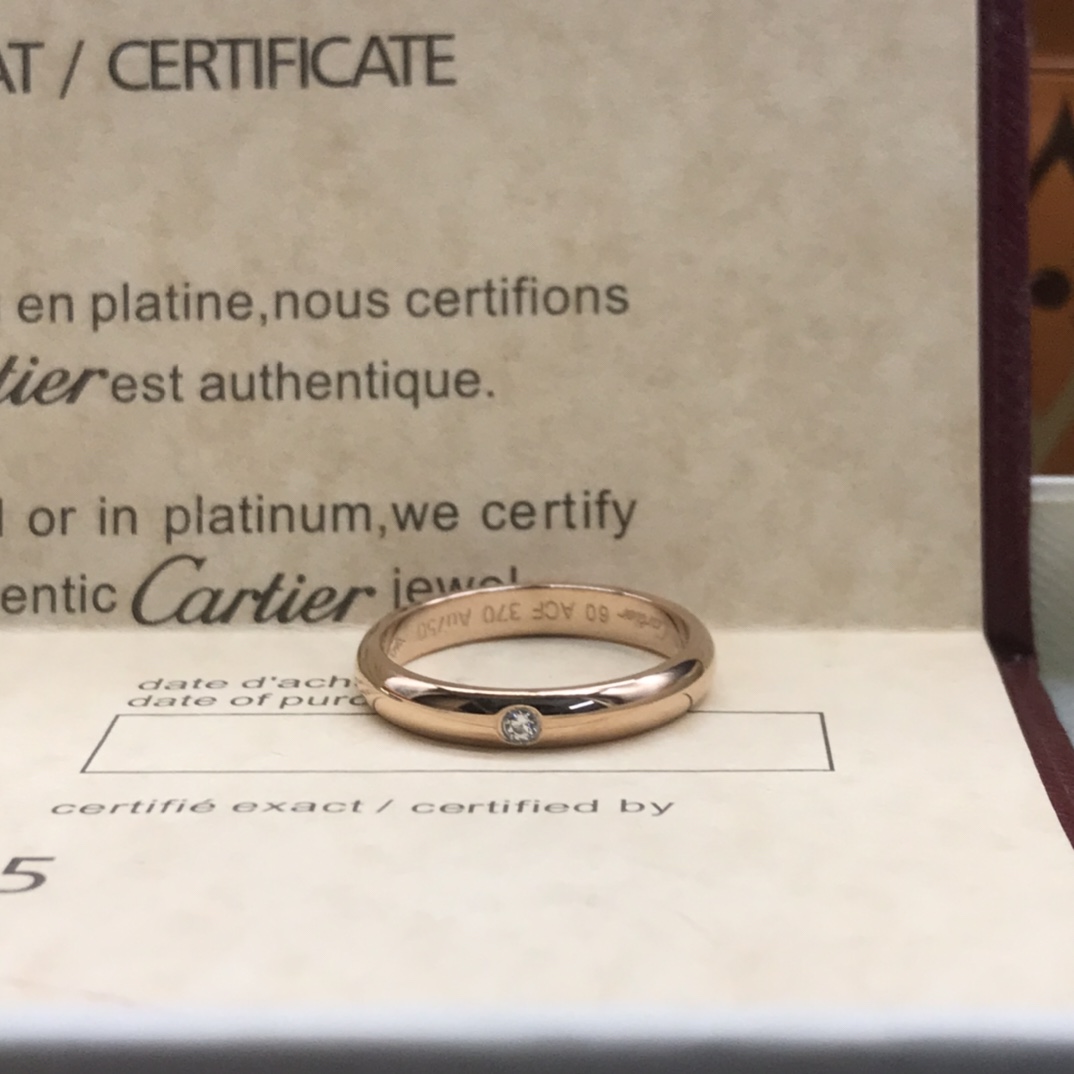 AT / CERTIFICATE
en platine,nous certifions
tier est authentique.
or in platinum,we certify
entic Cartier jewel
Cartier 60 ACF 370 Au750
date d'ach
date of purc
certifié exact / certified by
5